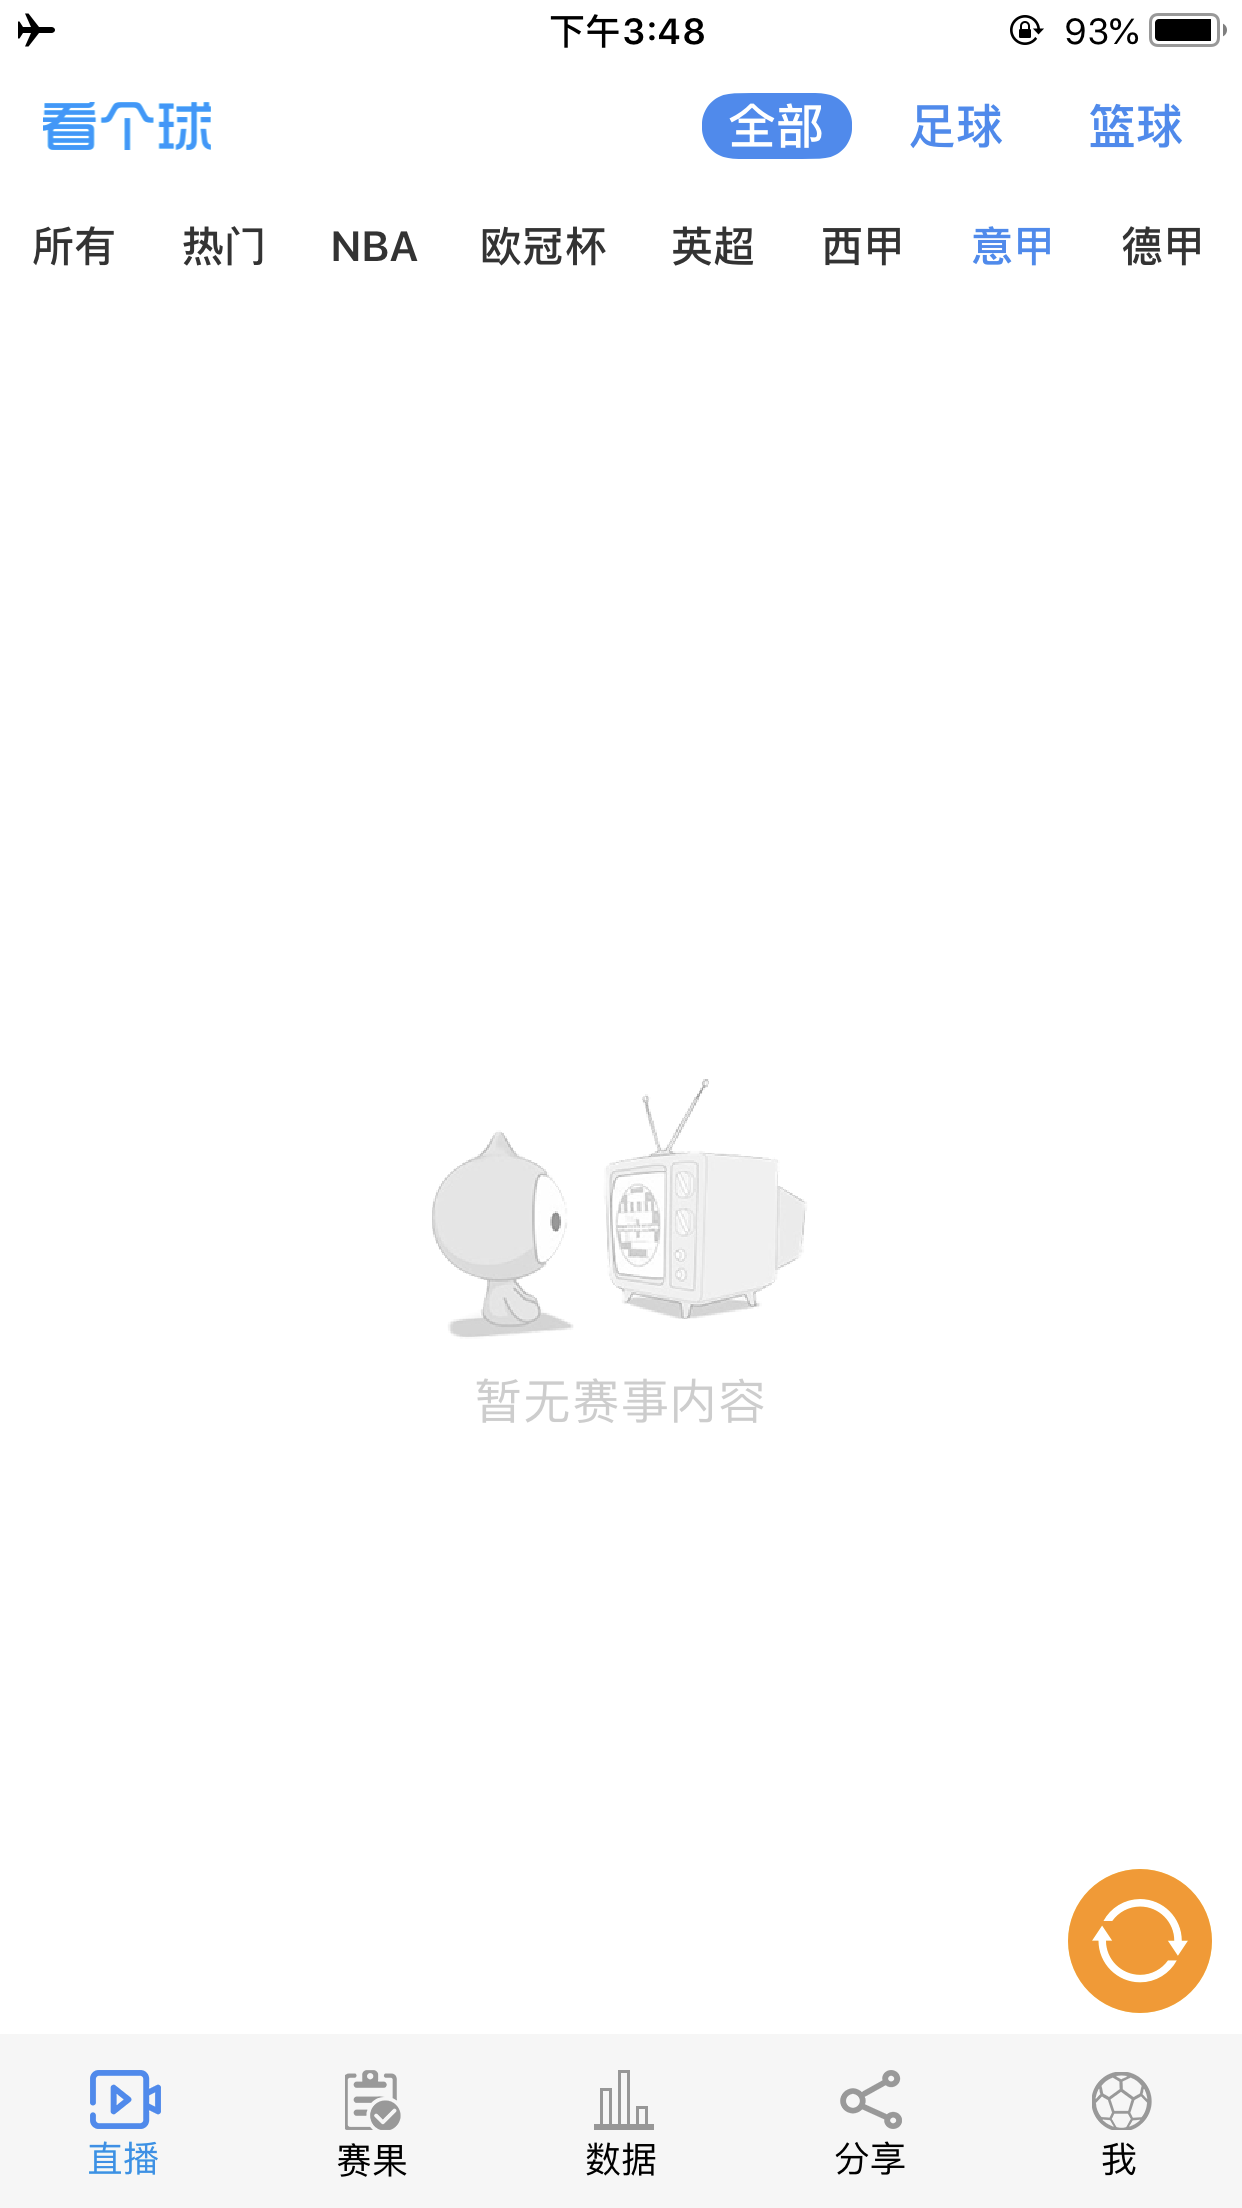 下午3:48 93%
看个球 全部 足球 篮球
所有 热门 NBA 欧冠杯 英超 西甲 意甲 德甲
暂无赛事内容
直播 赛果 数据 分享 我